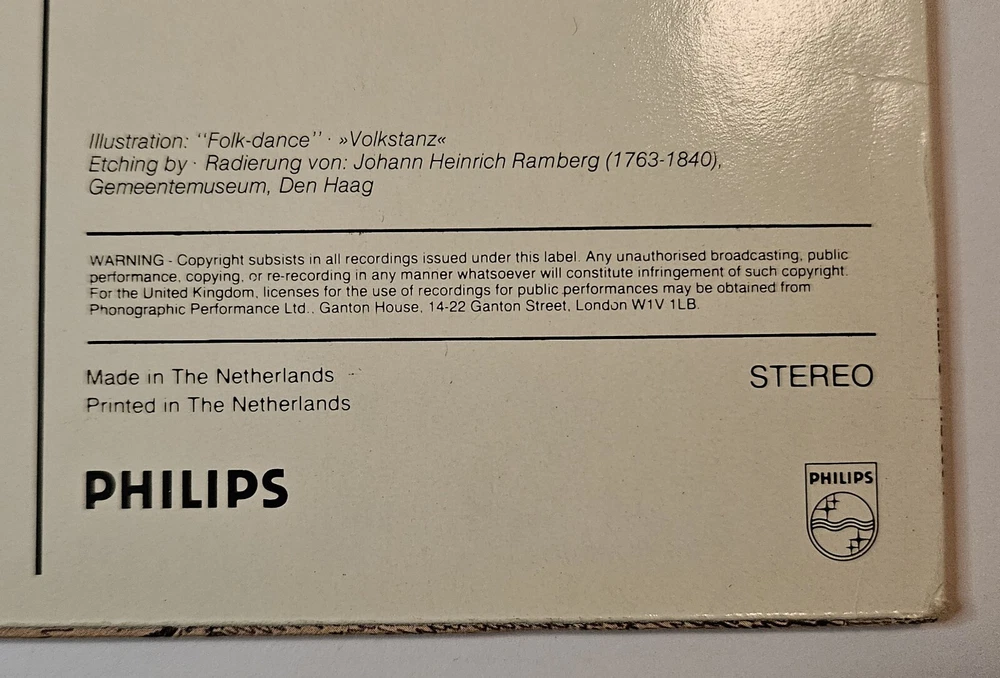 Illustration: "Folk-dance" · »Volkstanz«
Etching by · Radierung von: Johann Heinrich Ramberg (1763-1840),
Gemeentemuseum, Den Haag
WARNING - Copyright subsists in all recordings issued under this label. Any unauthorised broadcasting, public
performance, copying, or re-recording in any manner whatsoever will constitute infringement of such copyright.
For the United Kingdom, licenses for the use of recordings for public performances may be obtained from
Phonographic Performance Ltd., Ganton House, 14-22 Ganton Street, London W1V 1LB.
Made in The Netherlands
Printed in The Netherlands
STEREO
PHILIPS
PHILIPS